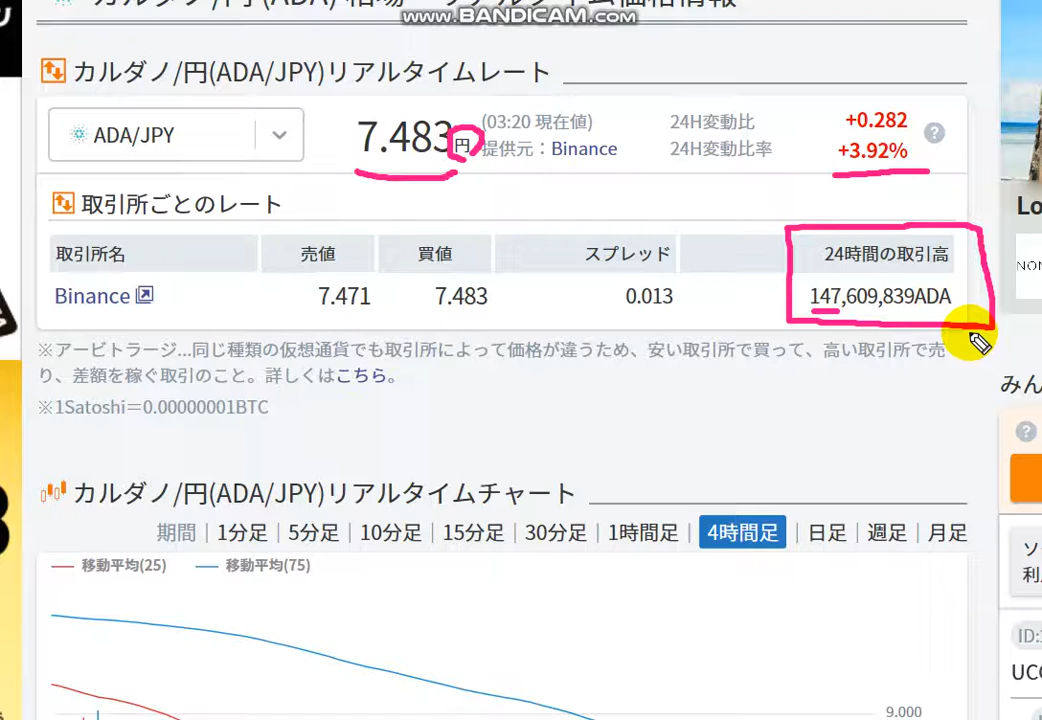 www.BANDICAM.com
カルダノ/円(ADA/JPY)リアルタイムレート
ADA/JPY
7.483円
(03:20 現在値)
提供元：Binance
24H変動比 +0.282
24H変動比率 +3.92%
取引所ごとのレート
取引所名 売値 買値 スプレッド 24時間の取引高
Binance 7.471 7.483 0.013 147,609,839ADA
※アービトラージ...同じ種類の仮想通貨でも取引所によって価格が違うため、安い取引所で買って、高い取引所で売
り、差額を稼ぐ取引のこと。詳しくはこちら。
※1Satoshi＝0.00000001BTC
カルダノ/円(ADA/JPY)リアルタイムチャート
期間 | 1分足 | 5分足 | 10分足 | 15分足 | 30分足 | 1時間足 | 4時間足 | 日足 | 週足 | 月足
移動平均(25) 移動平均(75)
9.000
Lo
NON
みん
ソ
利
ID:
UCC